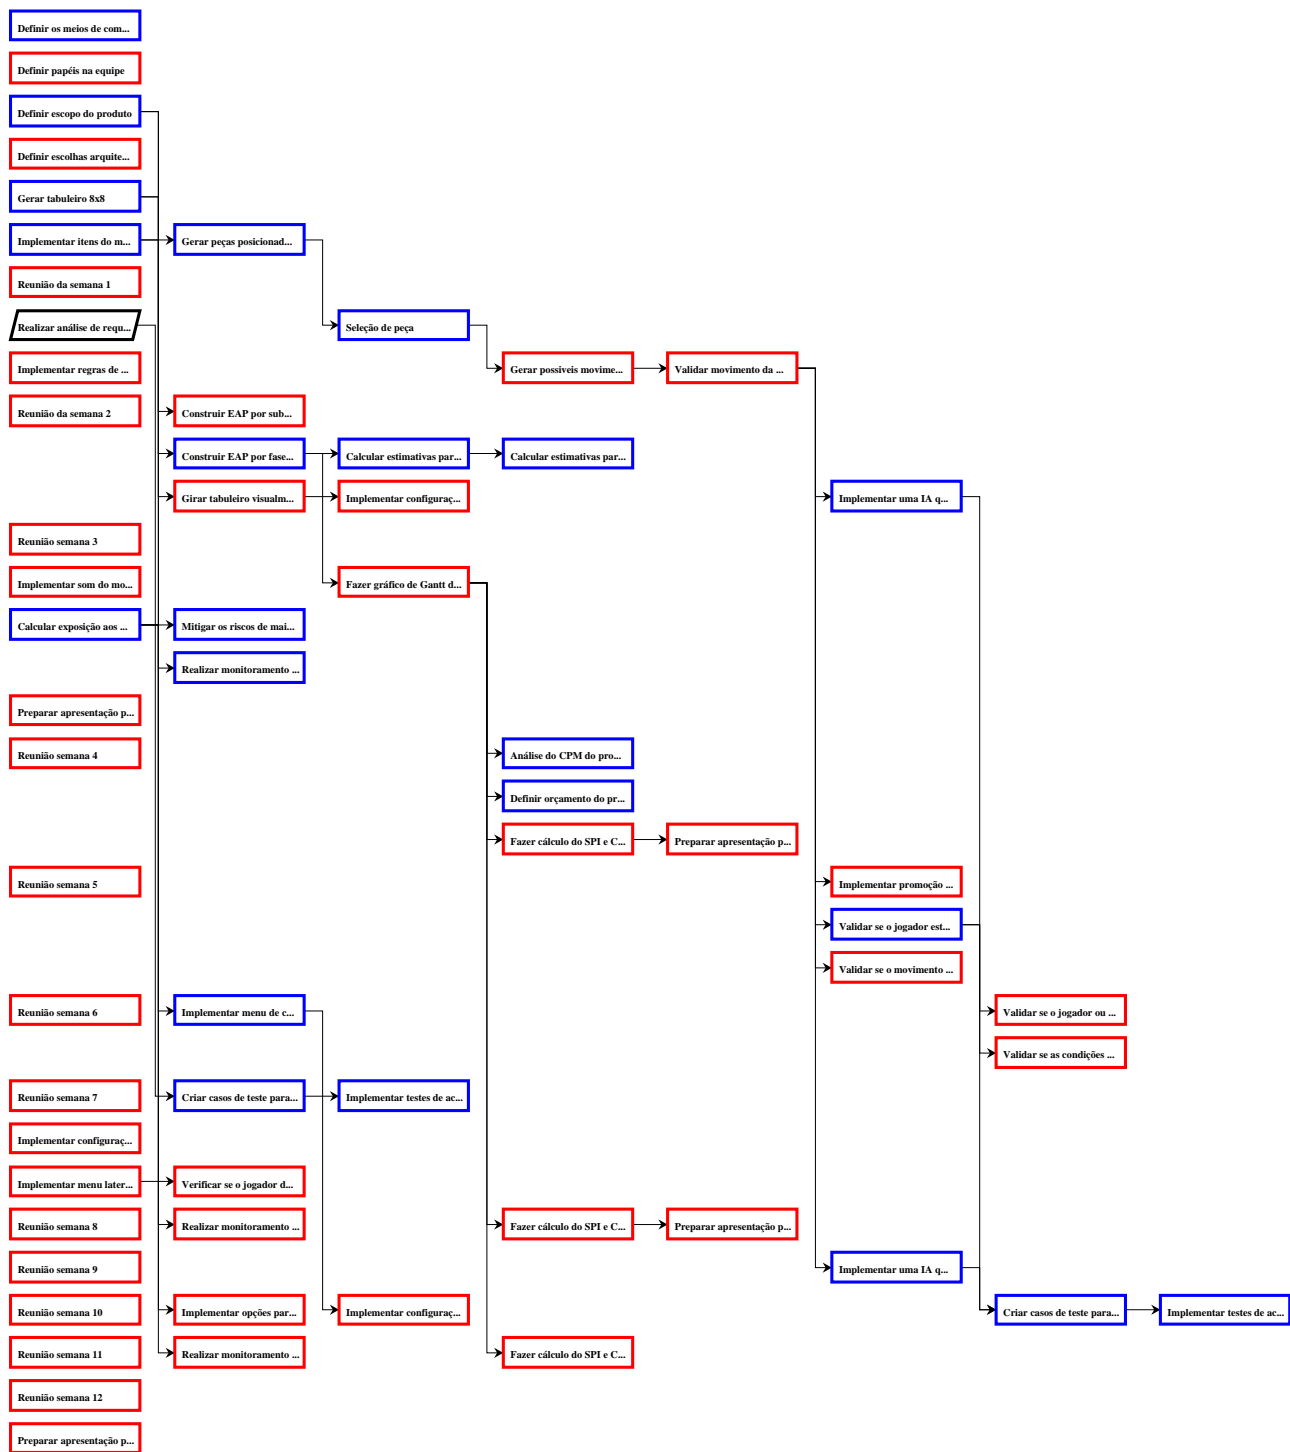 Definir os meios de com...
Definir papéis na equipe
Definir escopo do produto
Definir escolhas arquite...
Gerar tabuleiro 8x8
Implementar itens do m...
Gerar peças posicionad...
Reunião da semana 1
Realizar análise de requ...
Seleção de peça
Implementar regras de ...
Gerar possiveis movime...
Validar movimento da ...
Reunião da semana 2
Construir EAP por sub...
Construir EAP por fase...
Calcular estimativas par...
Calcular estimativas par...
Girar tabuleiro visualm...
Implementar configuraç...
Implementar uma IA q...
Reunião semana 3
Implementar som do mo...
Fazer gráfico de Gantt d...
Calcular exposição aos ...
Mitigar os riscos de mai...
Realizar monitoramento ...
Preparar apresentação p...
Reunião semana 4
Análise do CPM do pro...
Definir orçamento do pr...
Fazer cálculo do SPI e C...
Preparar apresentação p...
Reunião semana 5
Implementar promoção ...
Validar se o jogador est...
Validar se o movimento ...
Reunião semana 6
Implementar menu de c...
Validar se o jogador ou ...
Validar se as condições ...
Reunião semana 7
Criar casos de teste para...
Implementar testes de ac...
Implementar configuraç...
Implementar menu later...
Verificar se o jogador d...
Reunião semana 8
Realizar monitoramento ...
Fazer cálculo do SPI e C...
Preparar apresentação p...
Reunião semana 9
Implementar uma IA q...
Reunião semana 10
Implementar opções par...
Implementar configuraç...
Criar casos de teste para...
Implementar testes de ac...
Reunião semana 11
Realizar monitoramento ...
Fazer cálculo do SPI e C...
Reunião semana 12
Preparar apresentação p...